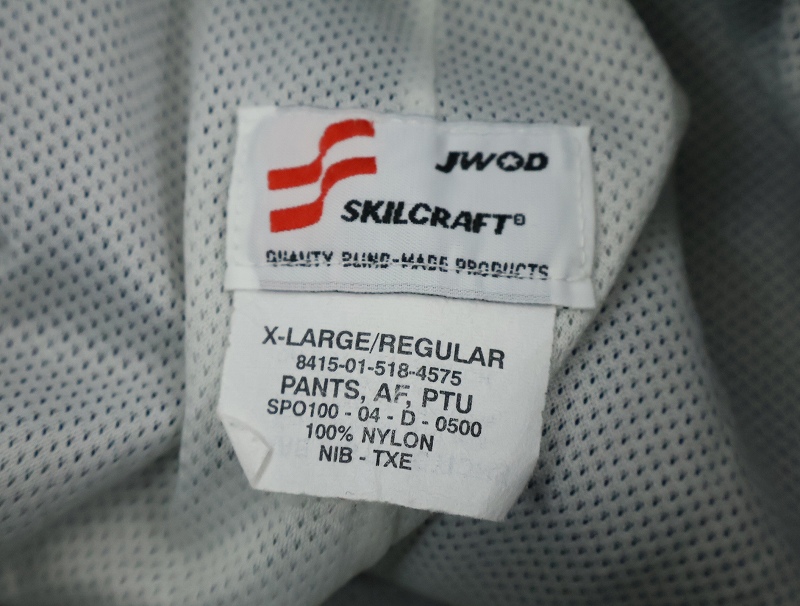 JWOD
SKILCRAFT®
QUALITY BLIND-MADE PRODUCTS
X-LARGE/REGULAR
8415-01-518-4575
PANTS, AF, PTU
SPO100 - 04 - D - 0500
100% NYLON
NIB - TXE